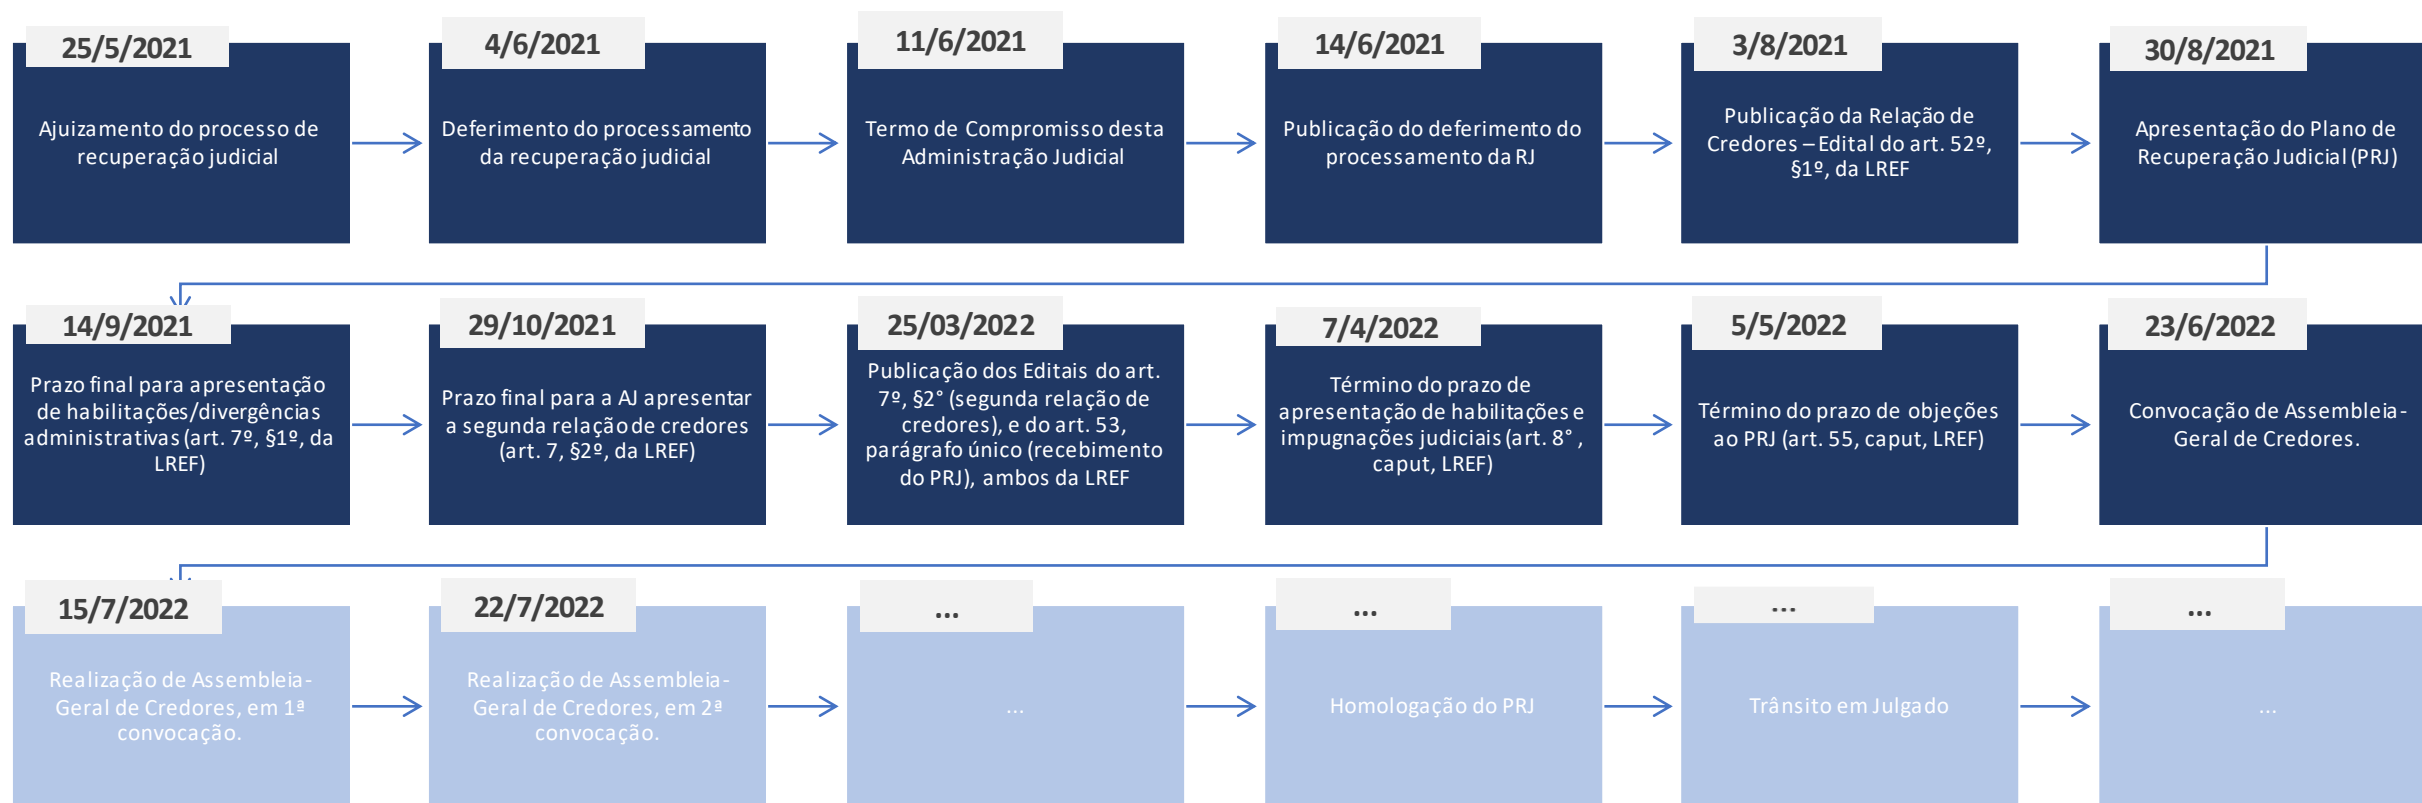 25/5/2021
Ajuizamento do processo de
recuperação judicial
4/6/2021
Deferimento do processamento
da recuperação judicial
11/6/2021
Termo de Compromisso desta
Administração Judicial
14/6/2021
Publicação do deferimento do
processamento da RJ
3/8/2021
Publicação da Relação de
Credores – Edital do art. 52º,
§1º, da LREF
30/8/2021
Apresentação do Plano de
Recuperação Judicial (PRJ)
14/9/2021
Prazo final para apresentação
de habilitações/divergências
administrativas (art. 7º, §1º, da
LREF)
29/10/2021
Prazo final para a AJ apresentar
a segunda relação de credores
(art. 7, §2º, da LREF)
25/03/2022
Publicação dos Editais do art.
7º, §2° (segunda relação de
credores), e do art. 53,
parágrafo único (recebimento
do PRJ), ambos da LREF
7/4/2022
Término do prazo de
apresentação de habilitações e
impugnações judiciais (art. 8° ,
caput, LREF)
5/5/2022
Término do prazo de objeções
ao PRJ (art. 55, caput, LREF)
23/6/2022
Convocação de Assembleia-
Geral de Credores.
15/7/2022
Realização de Assembleia-
Geral de Credores, em 1ª
convocação.
22/7/2022
Realização de Assembleia-
Geral de Credores, em 2ª
convocação.
...
...
...
Homologação do PRJ
...
Trânsito em Julgado
...
...